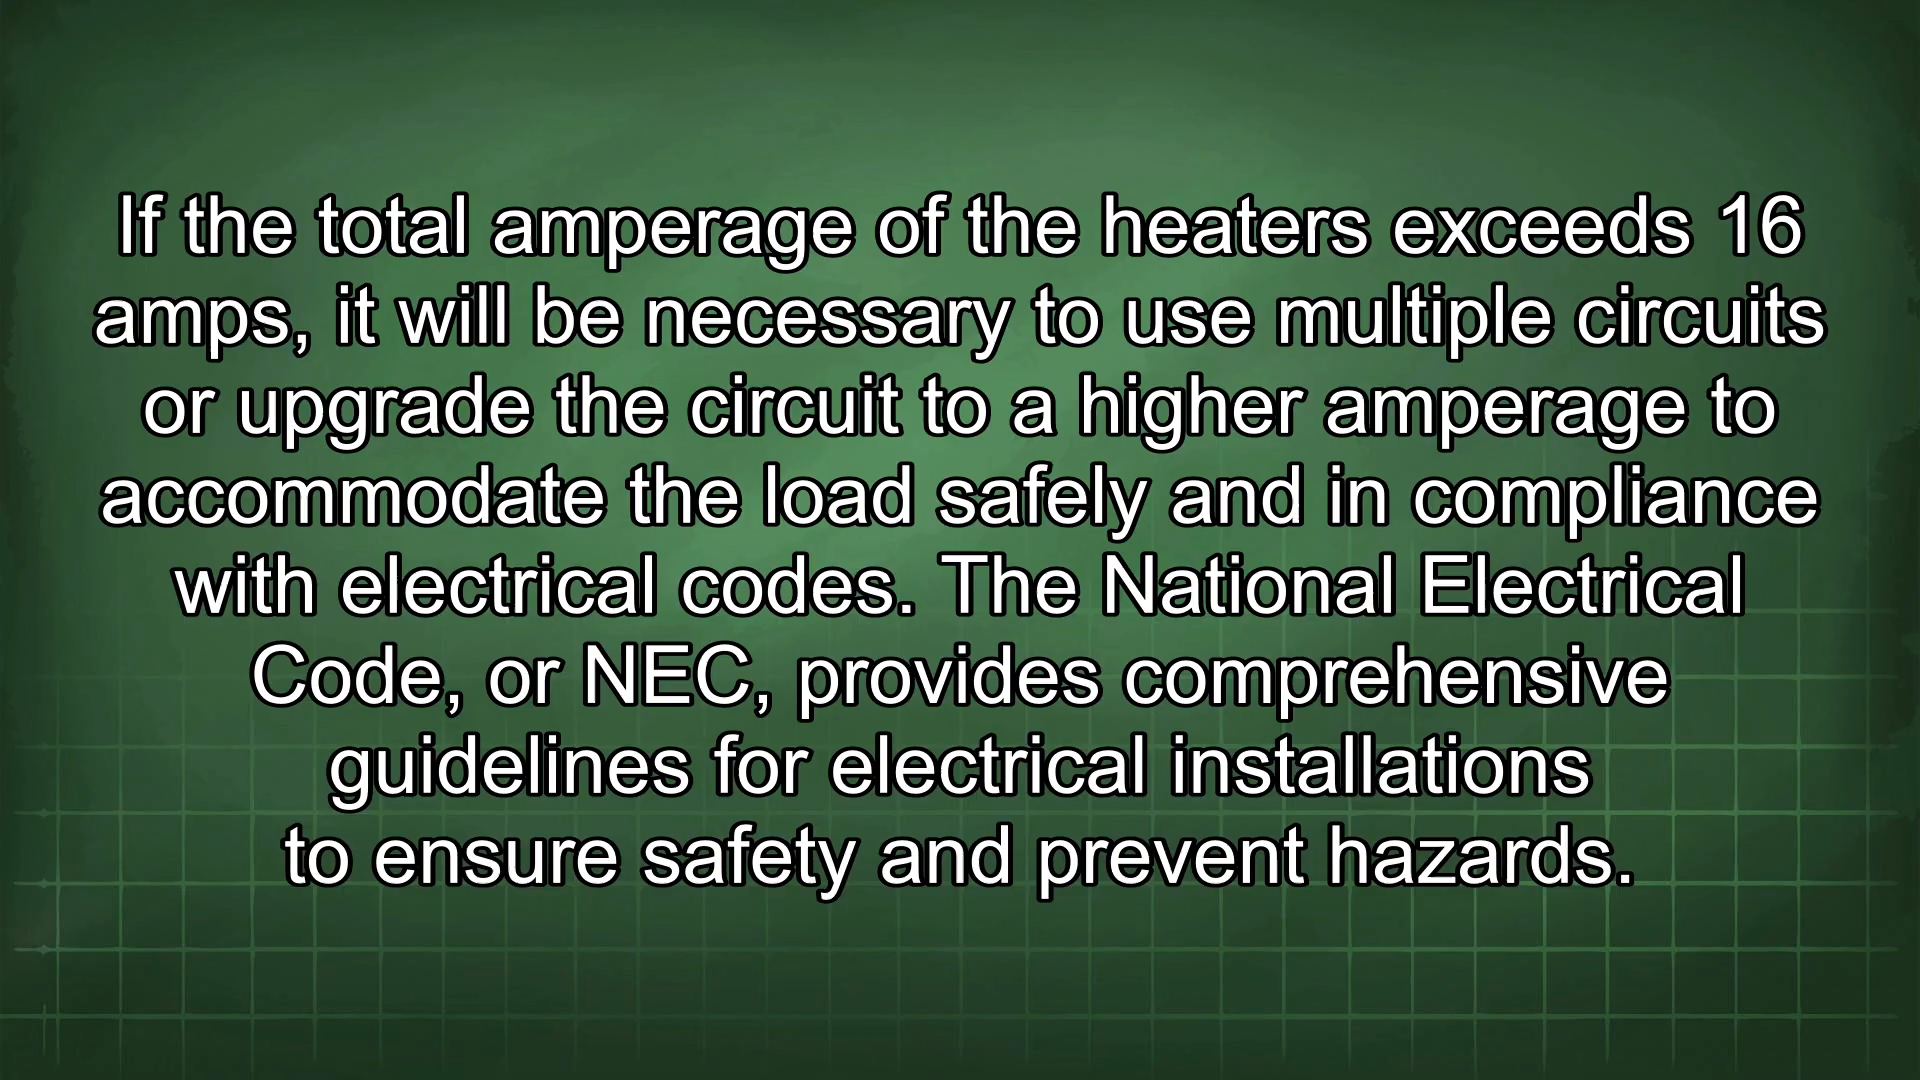 If the total amperage of the heaters exceeds 16
amps, it will be necessary to use multiple circuits
or upgrade the circuit to a higher amperage to
accommodate the load safely and in compliance
with electrical codes. The National Electrical
Code, or NEC, provides comprehensive
guidelines for electrical installations
to ensure safety and prevent hazards.